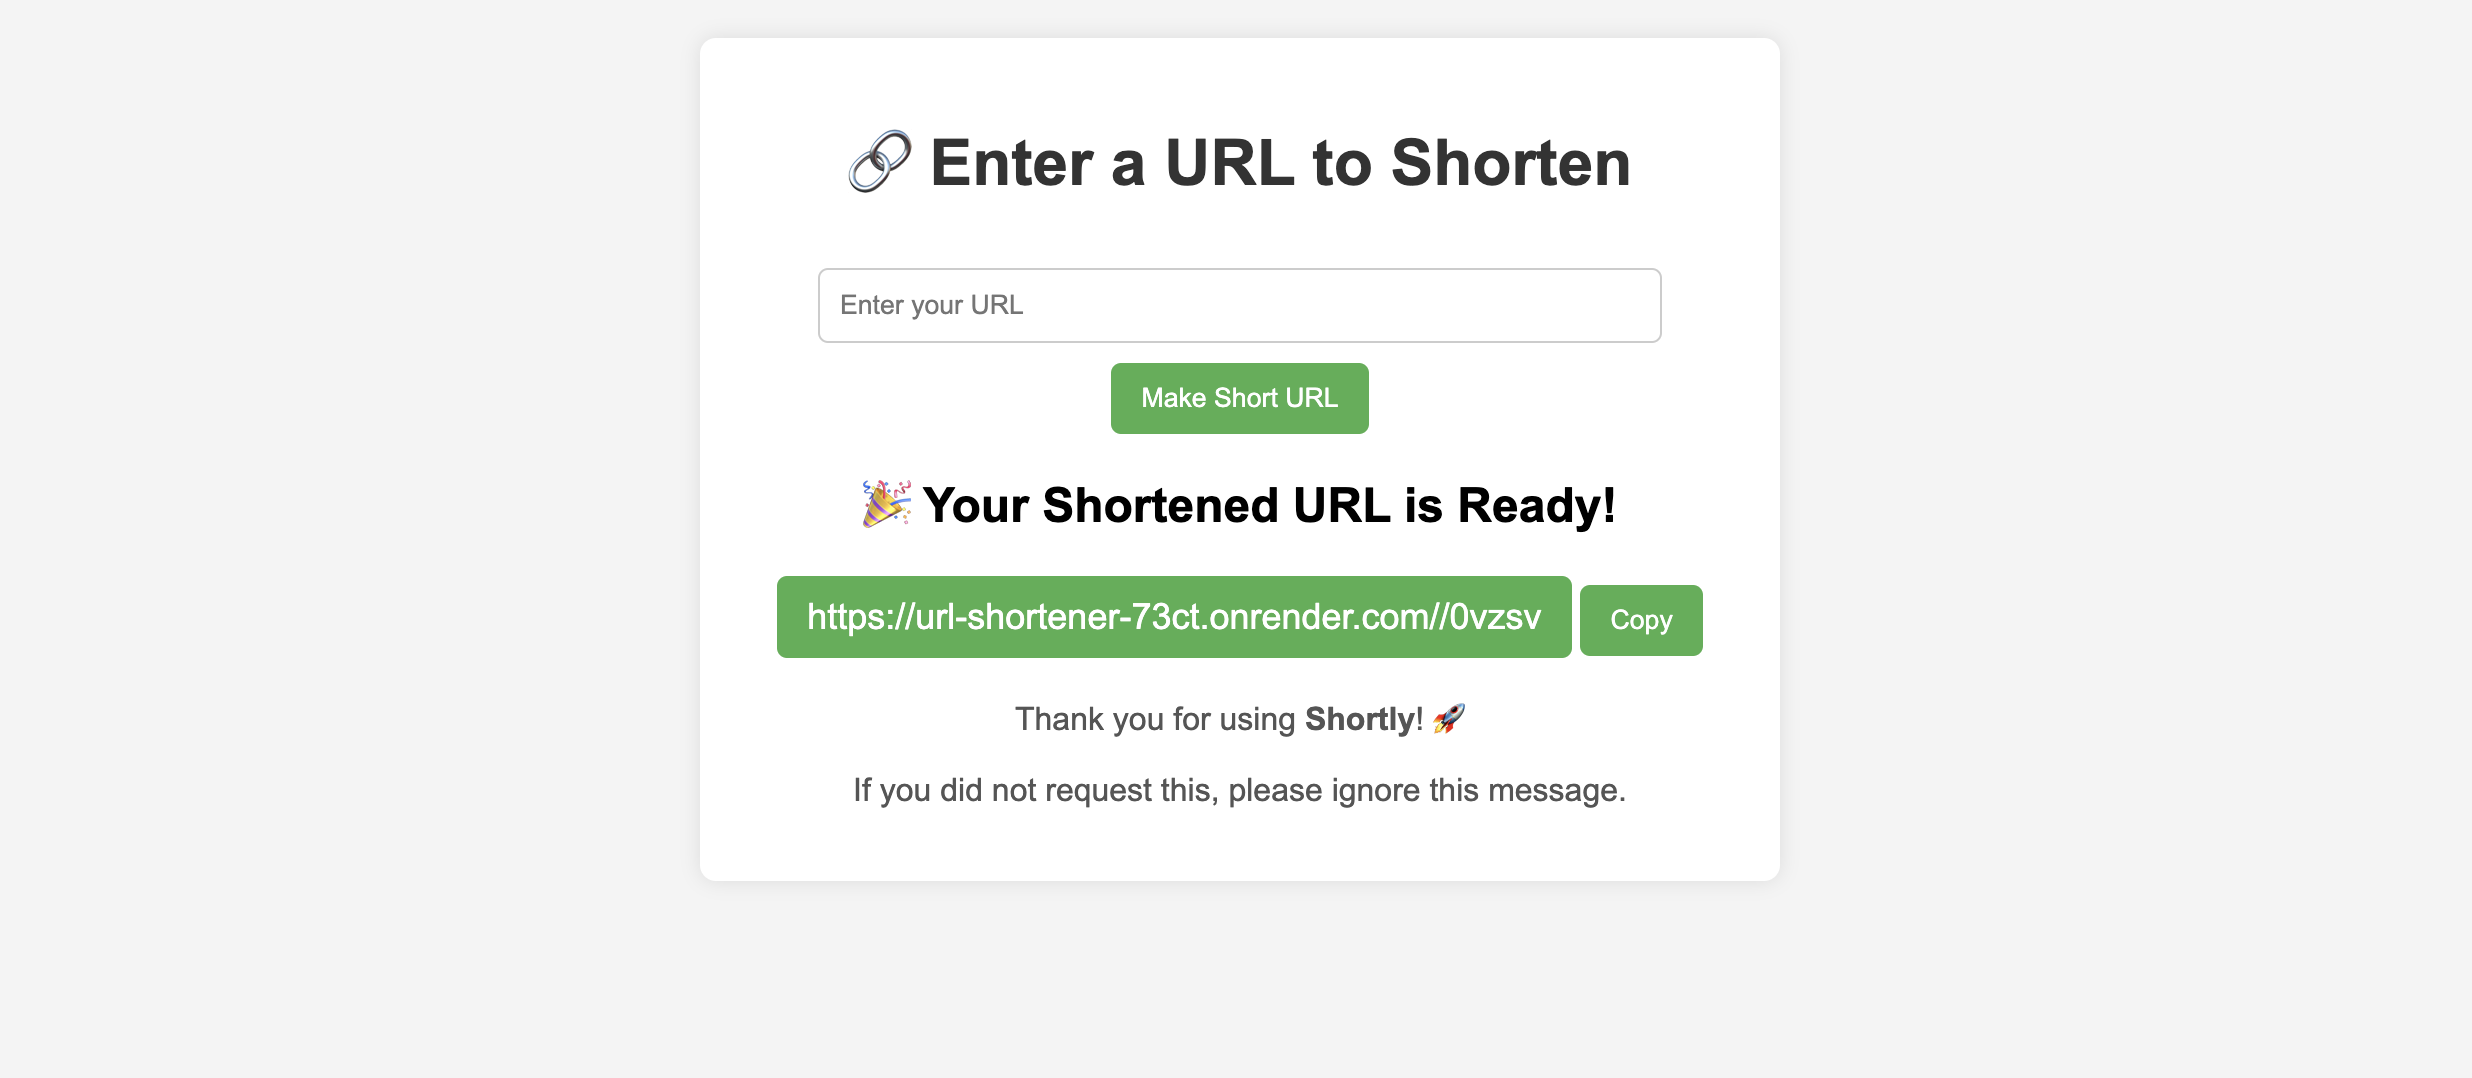 🔗 Enter a URL to Shorten
Enter your URL
Make Short URL
🎉 Your Shortened URL is Ready!
https://url-shortener-73ct.onrender.com//0vzsv Copy
Thank you for using Shortly! 🚀
If you did not request this, please ignore this message.